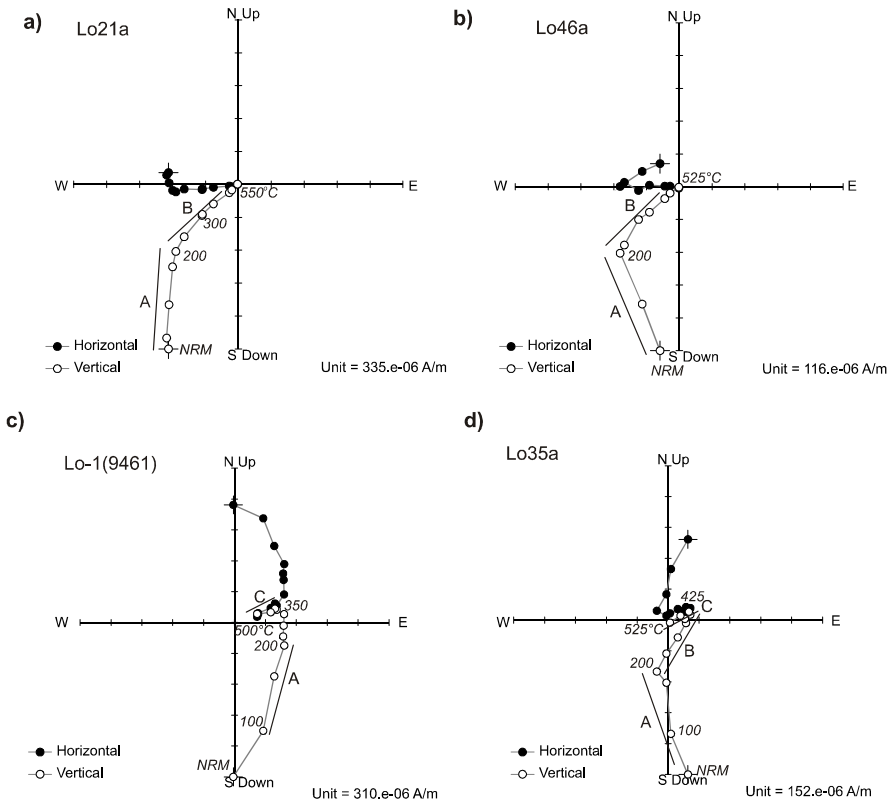 a)
Lo21a
N Up
W
E
550°C
B
300
200
A
NRM
S Down
Horizontal
Vertical
Unit = 335.e-06 A/m
b)
Lo46a
N Up
525°C
W
E
B
200
A
S Down
NRM
Horizontal
Vertical
Unit = 116.e-06 A/m
c)
Lo-1(9461)
N Up
C
350
W
E
500°C
200
A
100
NRM
S Down
Horizontal
Vertical
Unit = 310.e-06 A/m
d)
Lo35a
N Up
425
C
W
E
525°C
B
200
A
100
NRM
S Down
Horizontal
Vertical
Unit = 152.e-06 A/m